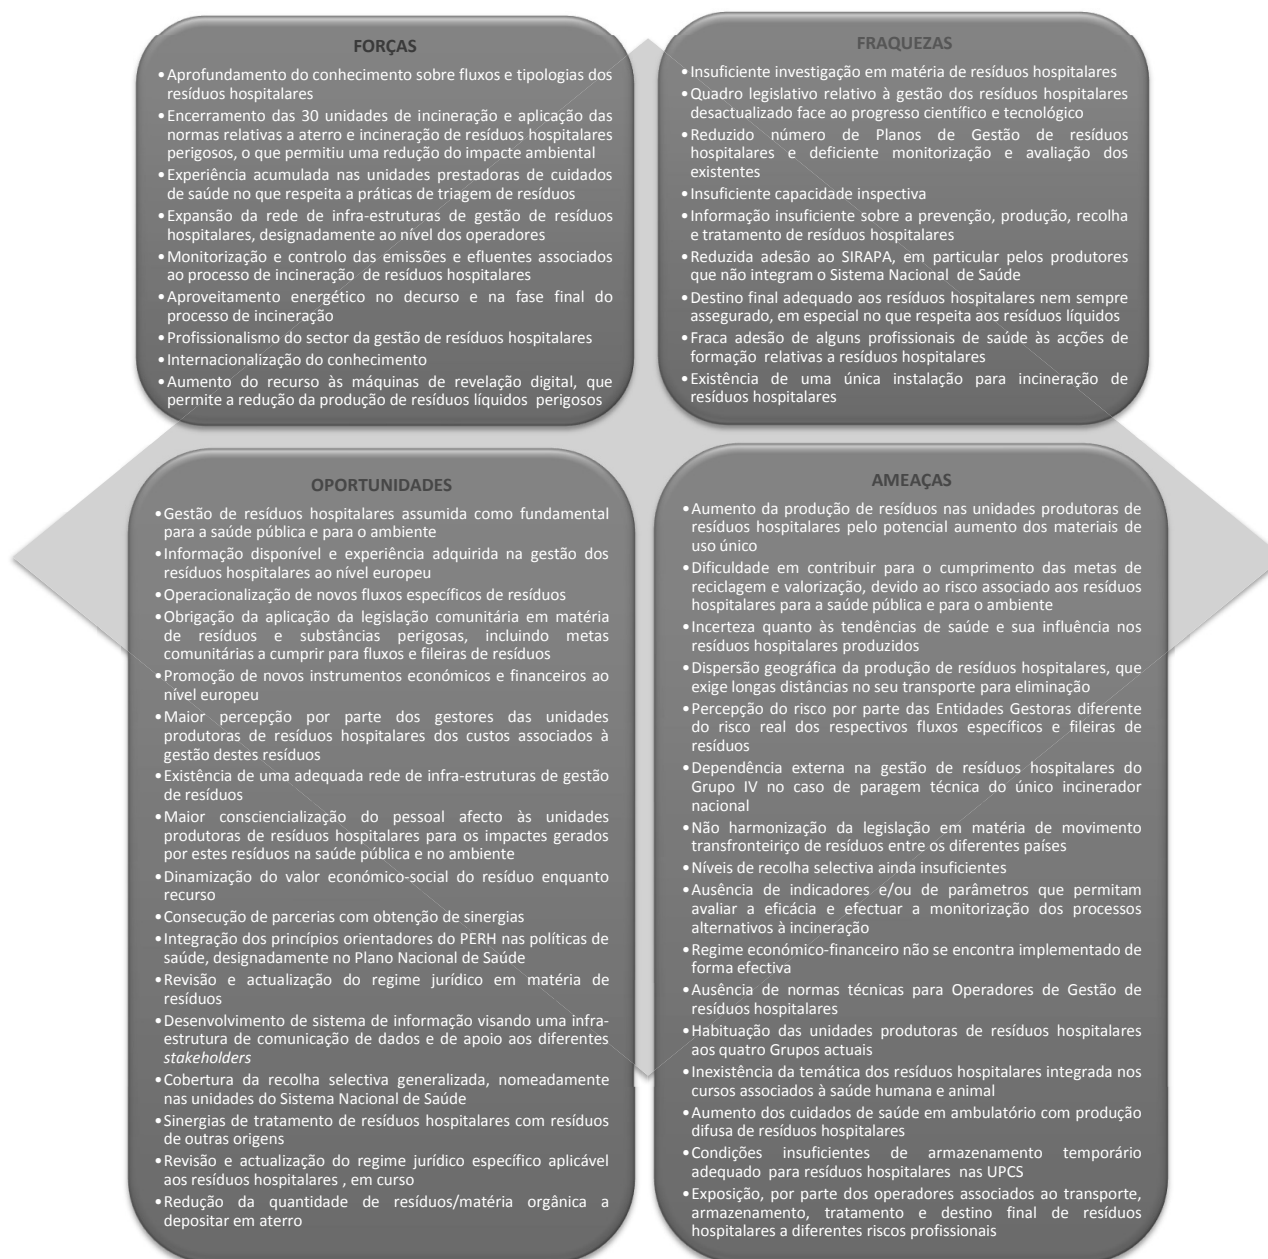 FORÇAS
•Aprofundamento do conhecimento sobre fluxos e tipologias dos
resíduos hospitalares
•Encerramento das 30 unidades de incineração e aplicação das
normas relativas a aterro e incineração de resíduos hospitalares
perigosos, o que permitiu uma redução do impacte ambiental
•Experiência acumulada nas unidades prestadoras de cuidados
de saúde no que respeita a práticas de triagem de resíduos
•Expansão da rede de infra-estruturas de gestão de resíduos
hospitalares, designadamente ao nível dos operadores
•Monitorização e controlo das emissões e efluentes associados
ao processo de incineração de resíduos hospitalares
•Aproveitamento energético no decurso e na fase final do
processo de incineração
•Profissionalismo do sector da gestão de resíduos hospitalares
•Internacionalização do conhecimento
•Aumento do recurso às máquinas de revelação digital, que
permite a redução da produção de resíduos líquidos perigosos
FRAQUEZAS
•Insuficiente investigação em matéria de resíduos hospitalares
•Quadro legislativo relativo à gestão dos resíduos hospitalares
desactualizado face ao progresso científico e tecnológico
•Reduzido número de Planos de Gestão de resíduos
hospitalares e deficiente monitorização e avaliação dos
existentes
•Insuficiente capacidade inspectiva
•Informação insuficiente sobre a prevenção, produção, recolha
e tratamento de resíduos hospitalares
•Reduzida adesão ao SIRAPA, em particular pelos produtores
que não integram o Sistema Nacional de Saúde
•Destino final adequado aos resíduos hospitalares nem sempre
assegurado, em especial no que respeita aos resíduos líquidos
•Fraca adesão de alguns profissionais de saúde às acções de
formação relativas a resíduos hospitalares
•Existência de uma única instalação para incineração de
resíduos hospitalares
OPORTUNIDADES
•Gestão de resíduos hospitalares assumida como fundamental
para a saúde pública e para o ambiente
•Informação disponível e experiência adquirida na gestão dos
resíduos hospitalares ao nível europeu
•Operacionalização de novos fluxos específicos de resíduos
•Obrigação da aplicação da legislação comunitária em matéria
de resíduos e substâncias perigosas, incluindo metas
comunitárias a cumprir para fluxos e fileiras de resíduos
•Promoção de novos instrumentos económicos e financeiros ao
nível europeu
•Maior percepção por parte dos gestores das unidades
produtoras de resíduos hospitalares dos custos associados à
gestão destes resíduos
•Existência de uma adequada rede de infra-estruturas de gestão
de resíduos
•Maior consciencialização do pessoal afecto às unidades
produtoras de resíduos hospitalares para os impactes gerados
por estes resíduos na saúde pública e no ambiente
•Dinamização do valor económico-social do resíduo enquanto
recurso
•Consecução de parcerias com obtenção de sinergias
•Integração dos princípios orientadores do PERH nas políticas de
saúde, designadamente no Plano Nacional de Saúde
•Revisão e actualização do regime jurídico em matéria de
resíduos
•Desenvolvimento de sistema de informação visando uma infra-
estrutura de comunicação de dados e de apoio aos diferentes
stakeholders
•Cobertura da recolha selectiva generalizada, nomeadamente
nas unidades do Sistema Nacional de Saúde
•Sinergias de tratamento de resíduos hospitalares com resíduos
de outras origens
•Revisão e actualização do regime jurídico específico aplicável
aos resíduos hospitalares , em curso
•Redução da quantidade de resíduos/matéria orgânica a
depositar em aterro
AMEAÇAS
•Aumento da produção de resíduos nas unidades produtoras de
resíduos hospitalares pelo potencial aumento dos materiais de
uso único
•Dificuldade em contribuir para o cumprimento das metas de
reciclagem e valorização, devido ao risco associado aos resíduos
hospitalares para a saúde pública e para o ambiente
•Incerteza quanto às tendências de saúde e sua influência nos
resíduos hospitalares produzidos
•Dispersão geográfica da produção de resíduos hospitalares, que
exige longas distâncias no seu transporte para eliminação
•Percepção do risco por parte das Entidades Gestoras diferente
do risco real dos respectivos fluxos específicos e fileiras de
resíduos
•Dependência externa na gestão de resíduos hospitalares do
Grupo IV no caso de paragem técnica do único incinerador
nacional
•Não harmonização da legislação em matéria de movimento
transfronteiriço de resíduos entre os diferentes países
•Níveis de recolha selectiva ainda insuficientes
•Ausência de indicadores e/ou de parâmetros que permitam
avaliar a eficácia e efectuar a monitorização dos processos
alternativos à incineração
•Regime económico-financeiro não se encontra implementado de
forma efectiva
•Ausência de normas técnicas para Operadores de Gestão de
resíduos hospitalares
•Habituação das unidades produtoras de resíduos hospitalares
aos quatro Grupos actuais
•Inexistência da temática dos resíduos hospitalares integrada nos
cursos associados à saúde humana e animal
•Aumento dos cuidados de saúde em ambulatório com produção
difusa de resíduos hospitalares
•Condições insuficientes de armazenamento temporário
adequado para resíduos hospitalares nas UPCS
•Exposição, por parte dos operadores associados ao transporte,
armazenamento, tratamento e destino final de resíduos
hospitalares a diferentes riscos profissionais